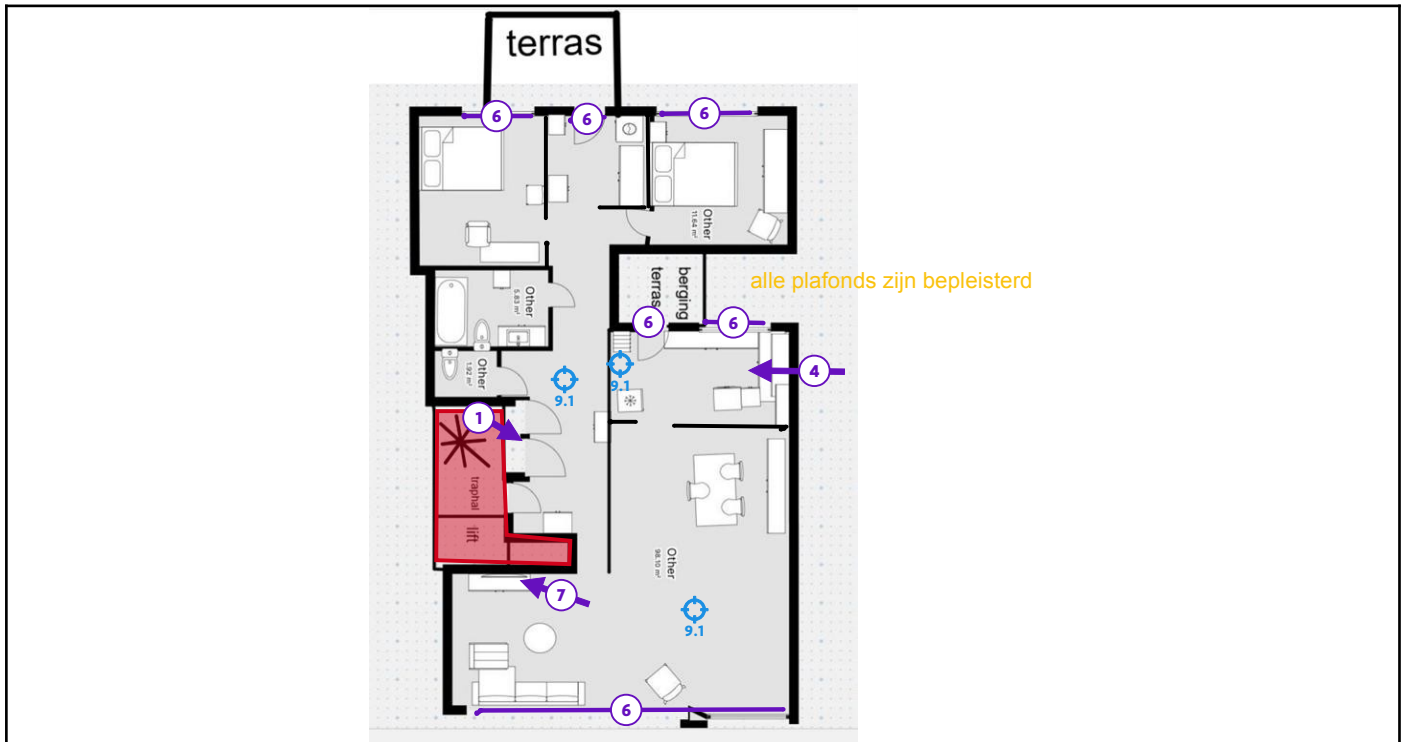 terras
6
6
6
Other
11.64 m²
alle plafonds zijn bepleisterd
berging
terras
Other
5.83 m²
6
6
Other
1.92 m²
4
9.1
9.1
1
traphal
lift
Other
98.10 m²
7
9.1
6